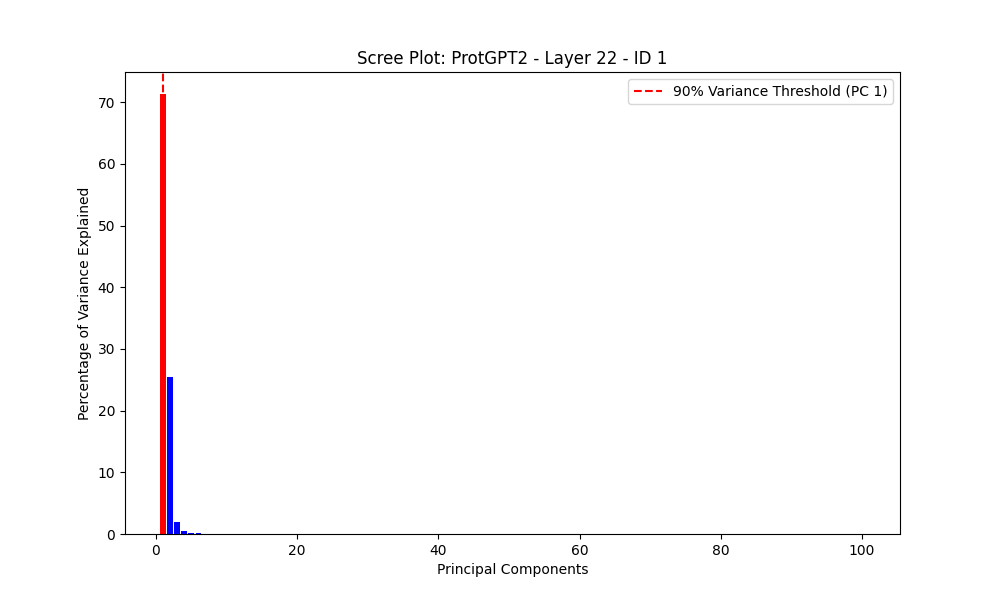 Scree Plot: ProtGPT2 - Layer 22 - ID 1
90% Variance Threshold (PC 1)
Percentage of Variance Explained
70
60
50
40
30
20
10
0
0 20 40 60 80 100
Principal Components